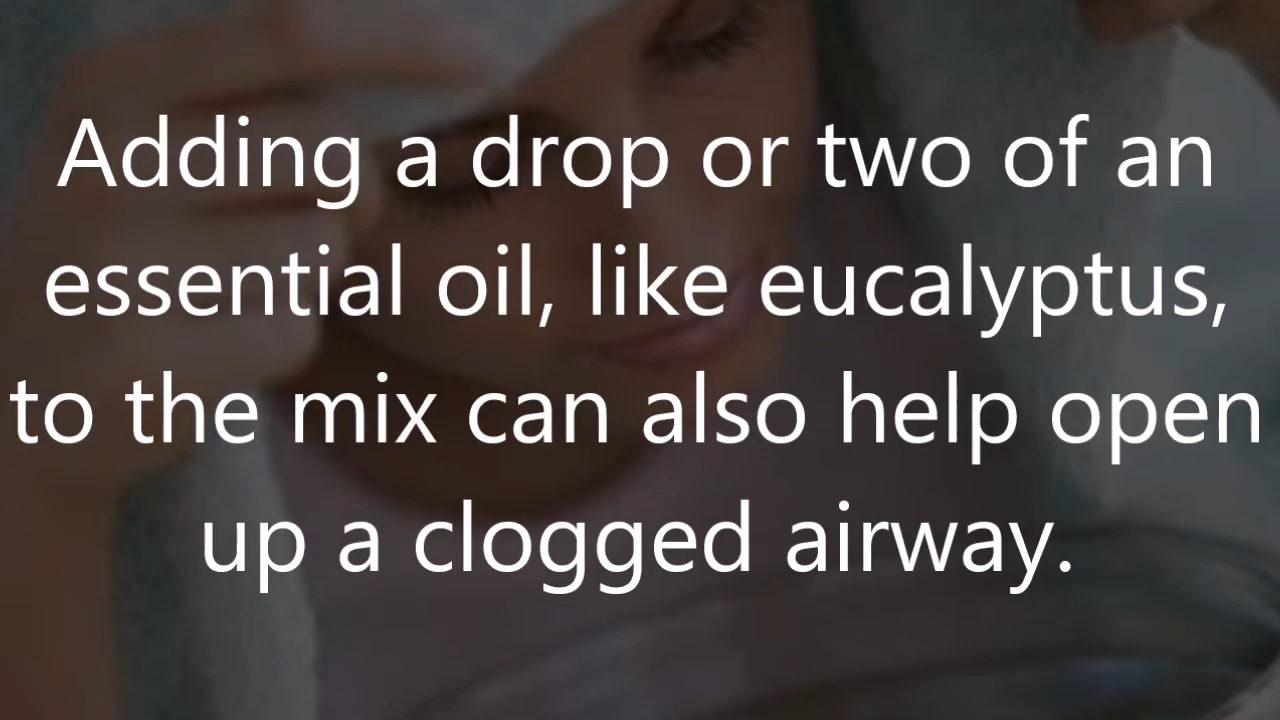 Adding a drop or two of an
essential oil, like eucalyptus,
to the mix can also help open
up a clogged airway.